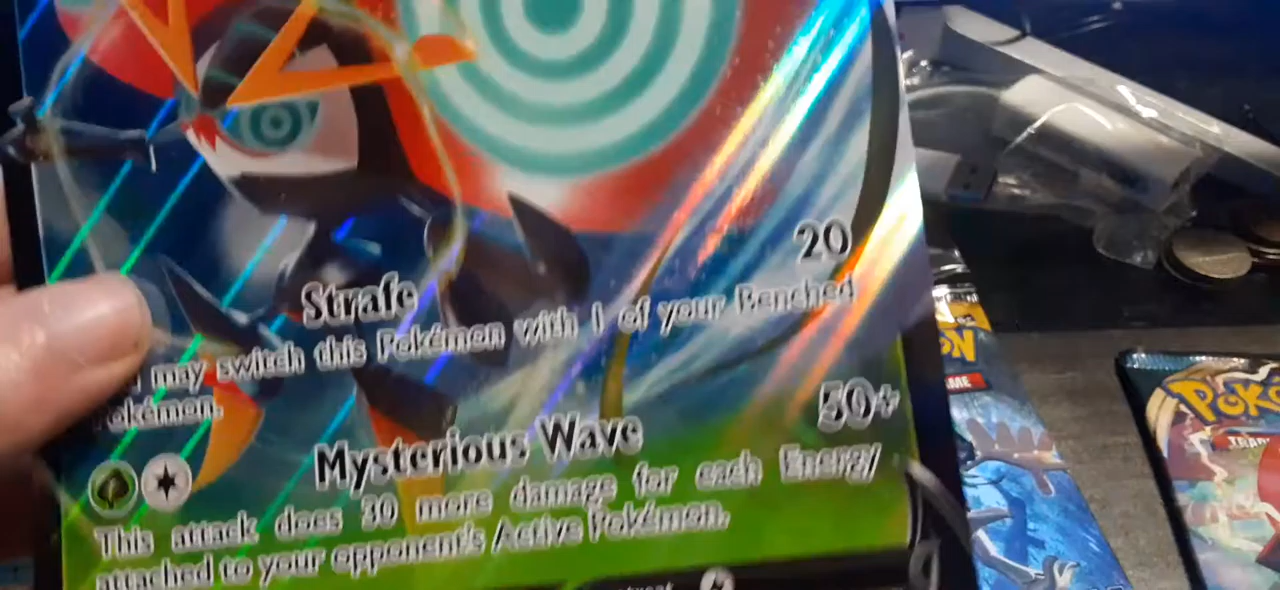 Strafe 20
may switch this Pokémon with 1 of your Benched
Pokémon.
Mysterious Wave 50+
This attack does 30 more damage for each Energy
attached to your opponent's Active Pokémon.
retreat